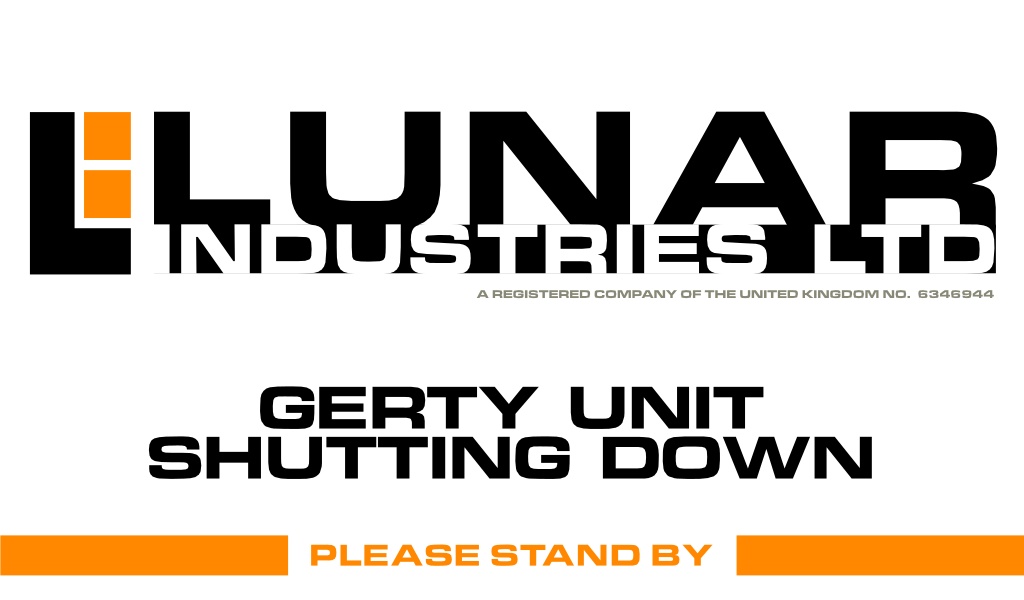 LUNAR
INDUSTRIES LTD
A REGISTERED COMPANY OF THE UNITED KINGDOM NO. 6346944
GERTY UNIT
SHUTTING DOWN
PLEASE STAND BY